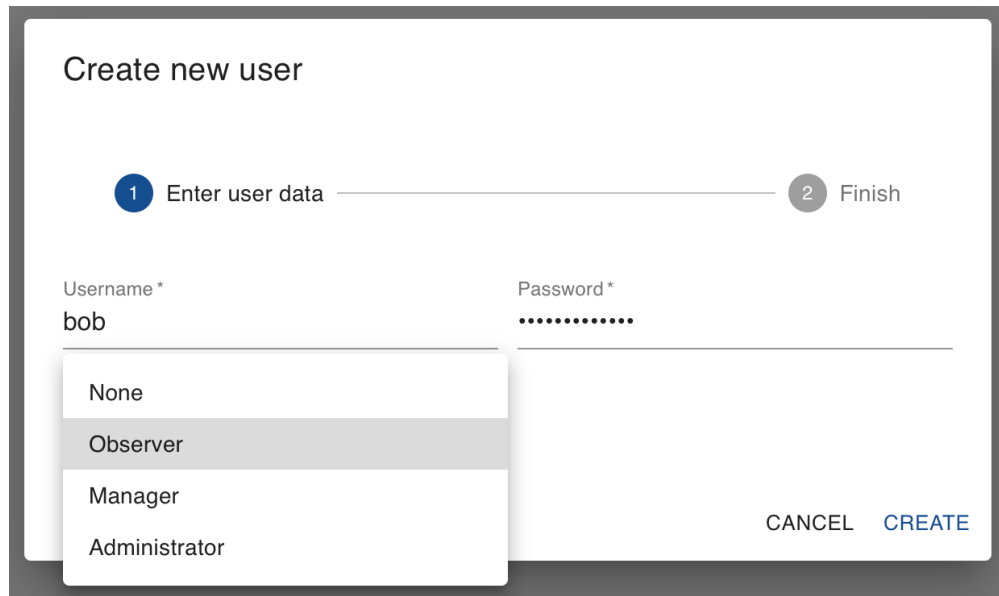 Create new user
1 Enter user data 2 Finish
Username * Password *
bob •••••••••••••
None
Observer
Manager
Administrator
CANCEL CREATE